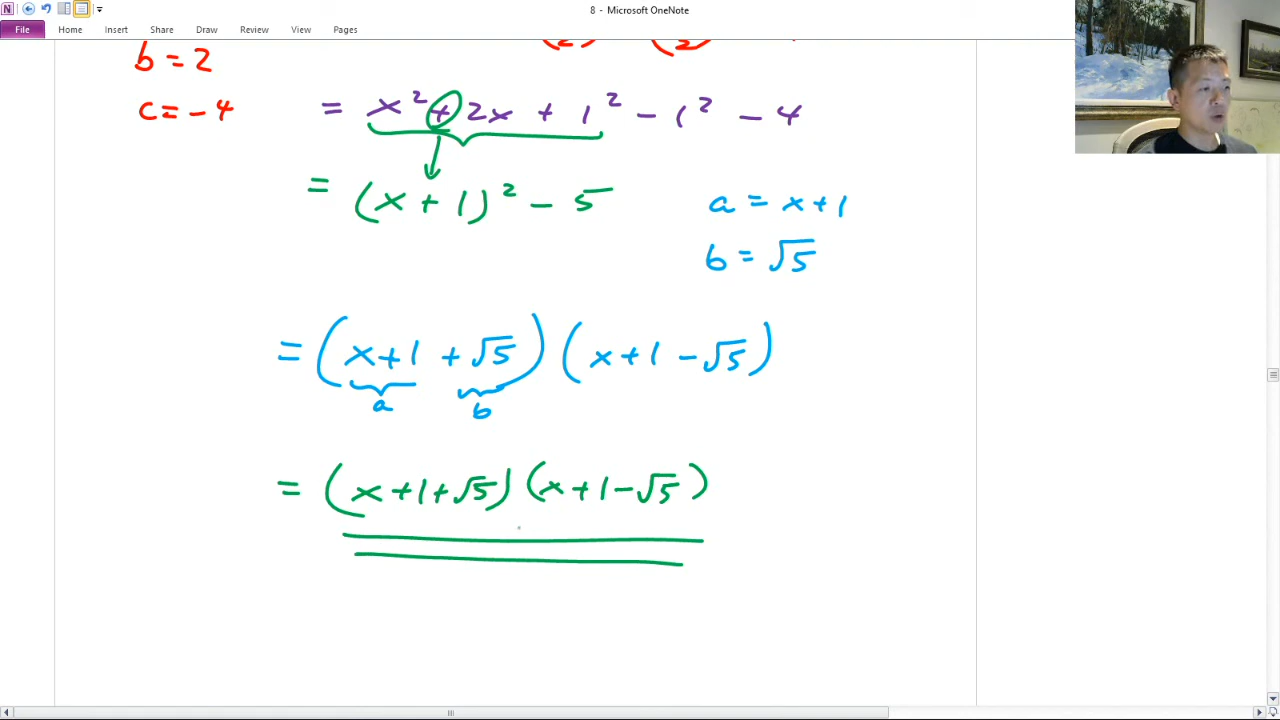 8 - Microsoft OneNote
File Home Insert Share Draw Review View Pages
b = 2
c = -4
= x² + 2x + 1² - 1² - 4
= (x + 1)² - 5
a = x + 1
b = √5
= (x+1 + √5) (x+1 - √5)
a b
= (x+1+√5) (x+1-√5)